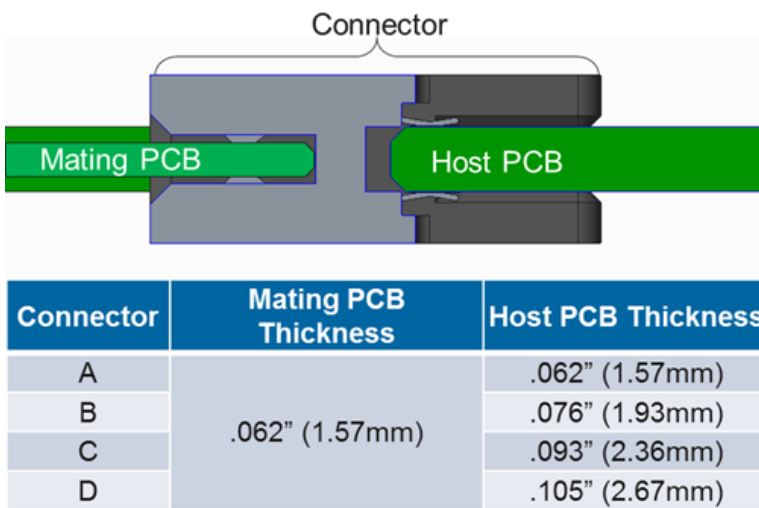 Connector
Mating PCB
Host PCB
Connector
Mating PCB
Thickness
Host PCB Thickness
A
.062” (1.57mm)
.062” (1.57mm)
B
.076” (1.93mm)
C
.093” (2.36mm)
D
.105” (2.67mm)